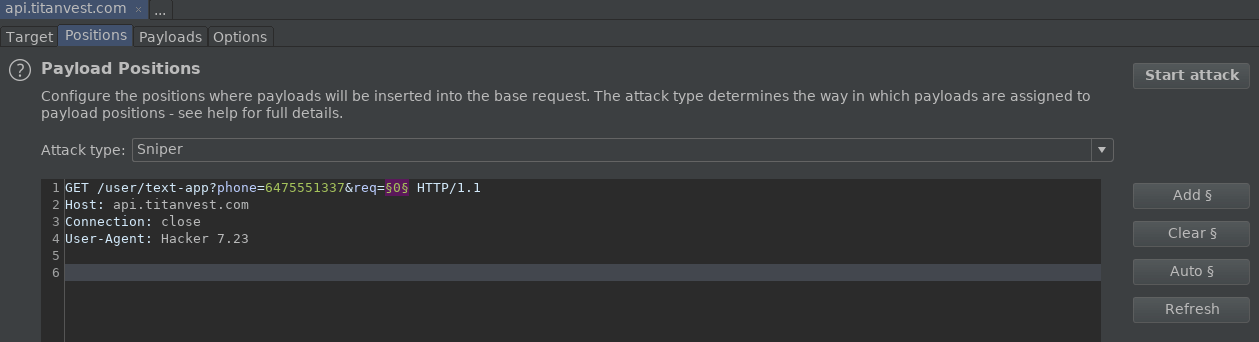 api.titanvest.com × ...
Target Positions Payloads Options
? Payload Positions
Start attack
Configure the positions where payloads will be inserted into the base request. The attack type determines the way in which payloads are assigned to
payload positions - see help for full details.
Attack type: Sniper
1 GET /user/text-app?phone=6475551337&req=§0§ HTTP/1.1
2 Host: api.titanvest.com
3 Connection: close
4 User-Agent: Hacker 7.23
5
6
Add §
Clear §
Auto §
Refresh